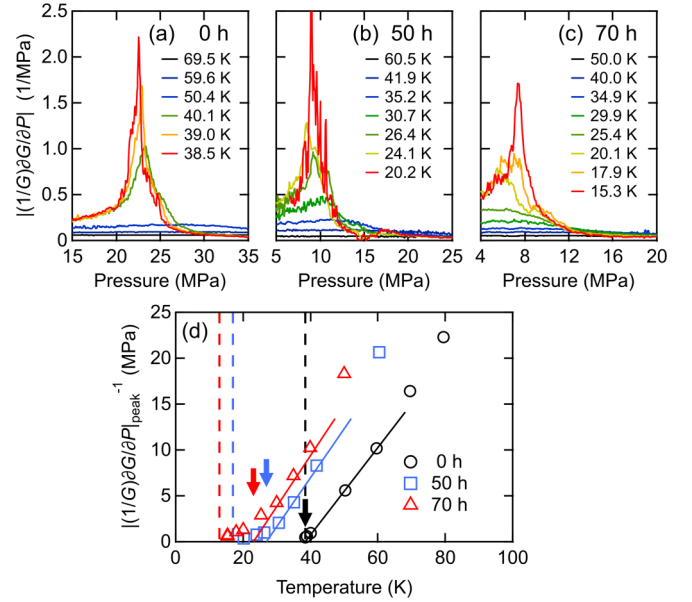 |(1/G)∂G/∂P| (1/MPa)
2.5
2.0
1.5
1.0
0.5
0
(a) 0 h
69.5 K
59.6 K
50.4 K
40.1 K
39.0 K
38.5 K
15 20 25 30 35
Pressure (MPa)
(b) 50 h
60.5 K
41.9 K
35.2 K
30.7 K
26.4 K
24.1 K
20.2 K
5 10 15 20 25
Pressure (MPa)
(c) 70 h
50.0 K
40.0 K
34.9 K
29.9 K
25.4 K
20.1 K
17.9 K
15.3 K
4 8 12 16 20
Pressure (MPa)
(d)
|(1/G)∂G/∂P|peak⁻¹ (MPa)
25
20
15
10
5
0
0 h
50 h
70 h
0 20 40 60 80 100
Temperature (K)